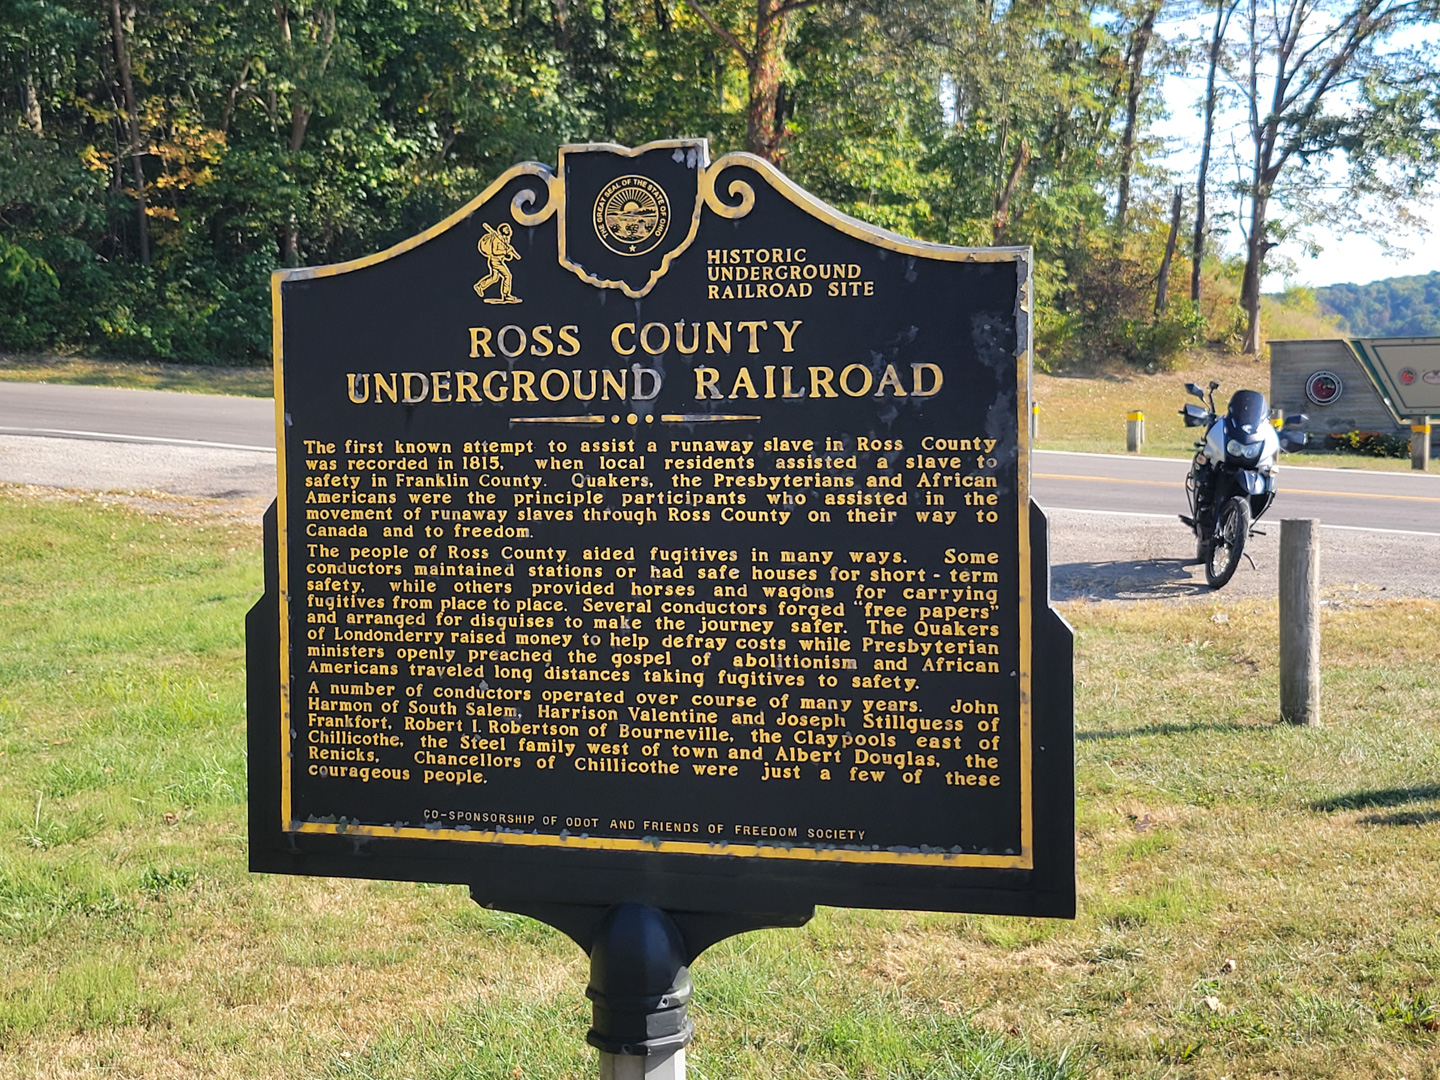 THE GREAT SEAL OF THE STATE OF OHIO
HISTORIC
UNDERGROUND
RAILROAD SITE
ROSS COUNTY
UNDERGROUND RAILROAD
The first known attempt to assist a runaway slave in Ross County
was recorded in 1815, when local residents assisted a slave to
safety in Franklin County. Quakers, the Presbyterians and African
Americans were the principle participants who assisted in the
movement of runaway slaves through Ross County on their way to
Canada and to freedom.
The people of Ross County aided fugitives in many ways. Some
conductors maintained stations or had safe houses for short - term
safety, while others provided horses and wagons for carrying
fugitives from place to place. Several conductors forged "free papers"
and arranged for disguises to make the journey safer. The Quakers
of Londonderry raised money to help defray costs while Presbyterian
ministers openly preached the gospel of abolitionism and African
Americans traveled long distances taking fugitives to safety.
A number of conductors operated over course of many years. John
Harmon of South Salem, Harrison Valentine and Joseph Stillguess of
Frankfort, Robert I. Robertson of Bourneville, the Claypools east of
Chillicothe, the Steel family west of town and Albert Douglas, the
Renicks, Chancellors of Chillicothe were just a few of these
courageous people.
CO-SPONSORSHIP OF ODOT AND FRIENDS OF FREEDOM SOCIETY